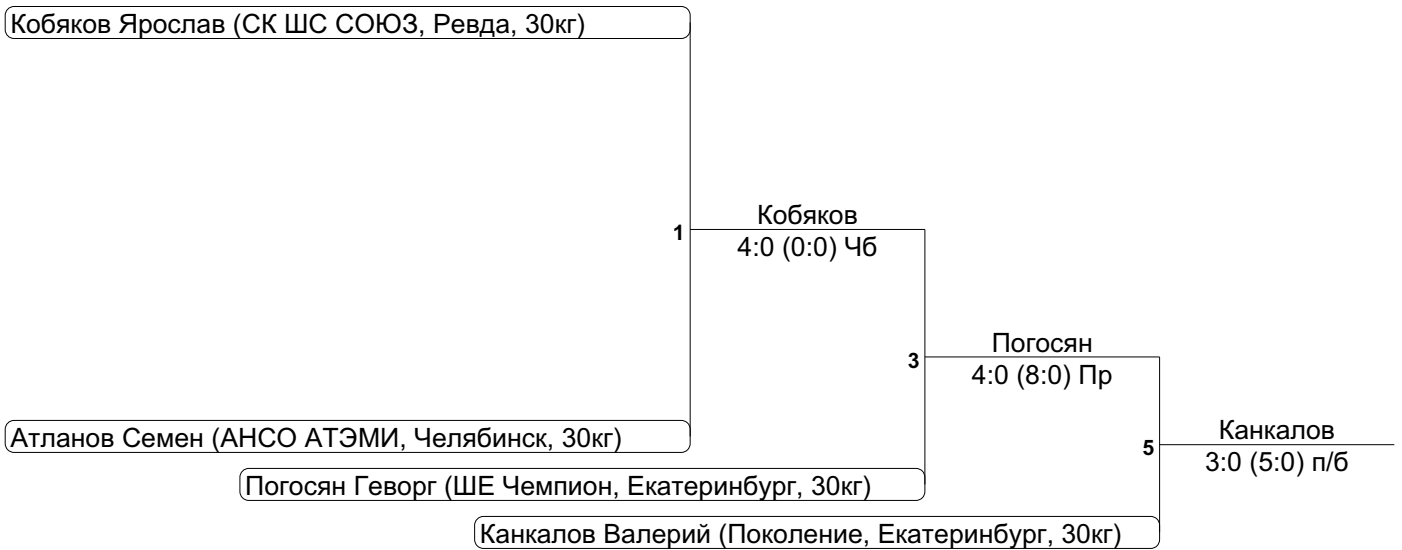 Кобяков Ярослав (СК ШС СОЮЗ, Ревда, 30кг)
Кобяков
1
4:0 (0:0) Чб
Погосян
3
4:0 (8:0) Пр
Атланов Семен (АНСО АТЭМИ, Челябинск, 30кг)
Канкалов
5
3:0 (5:0) п/б
Погосян Геворг (ШЕ Чемпион, Екатеринбург, 30кг)
Канкалов Валерий (Поколение, Екатеринбург, 30кг)